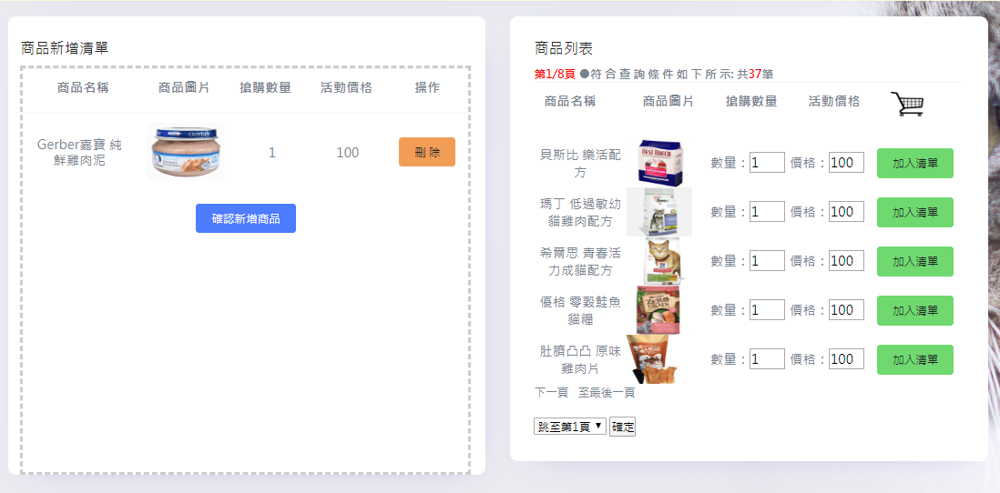 商品新增清單
商品名稱 商品圖片 搶購數量 活動價格 操作
Gerber嘉寶 純
鮮雞肉泥
Gerber
1 100 刪 除
確認新增商品
商品列表
第1/8頁 ●符 合 查 詢 條 件 如 下 所 示: 共37筆
商品名稱 商品圖片 搶購數量 活動價格
貝斯比 樂活配
方
BEST BREED
數量：1 價格：100 加入清單
瑪丁 低過敏幼
貓雞肉配方
數量：1 價格：100 加入清單
希爾思 青春活
力成貓配方
數量：1 價格：100 加入清單
優格 零穀鮭魚
貓糧
ZERO
GRAIN
數量：1 價格：100 加入清單
肚臍凸凸 原味
雞肉片
數量：1 價格：100 加入清單
下一頁 至最後一頁
跳至第1頁 確定